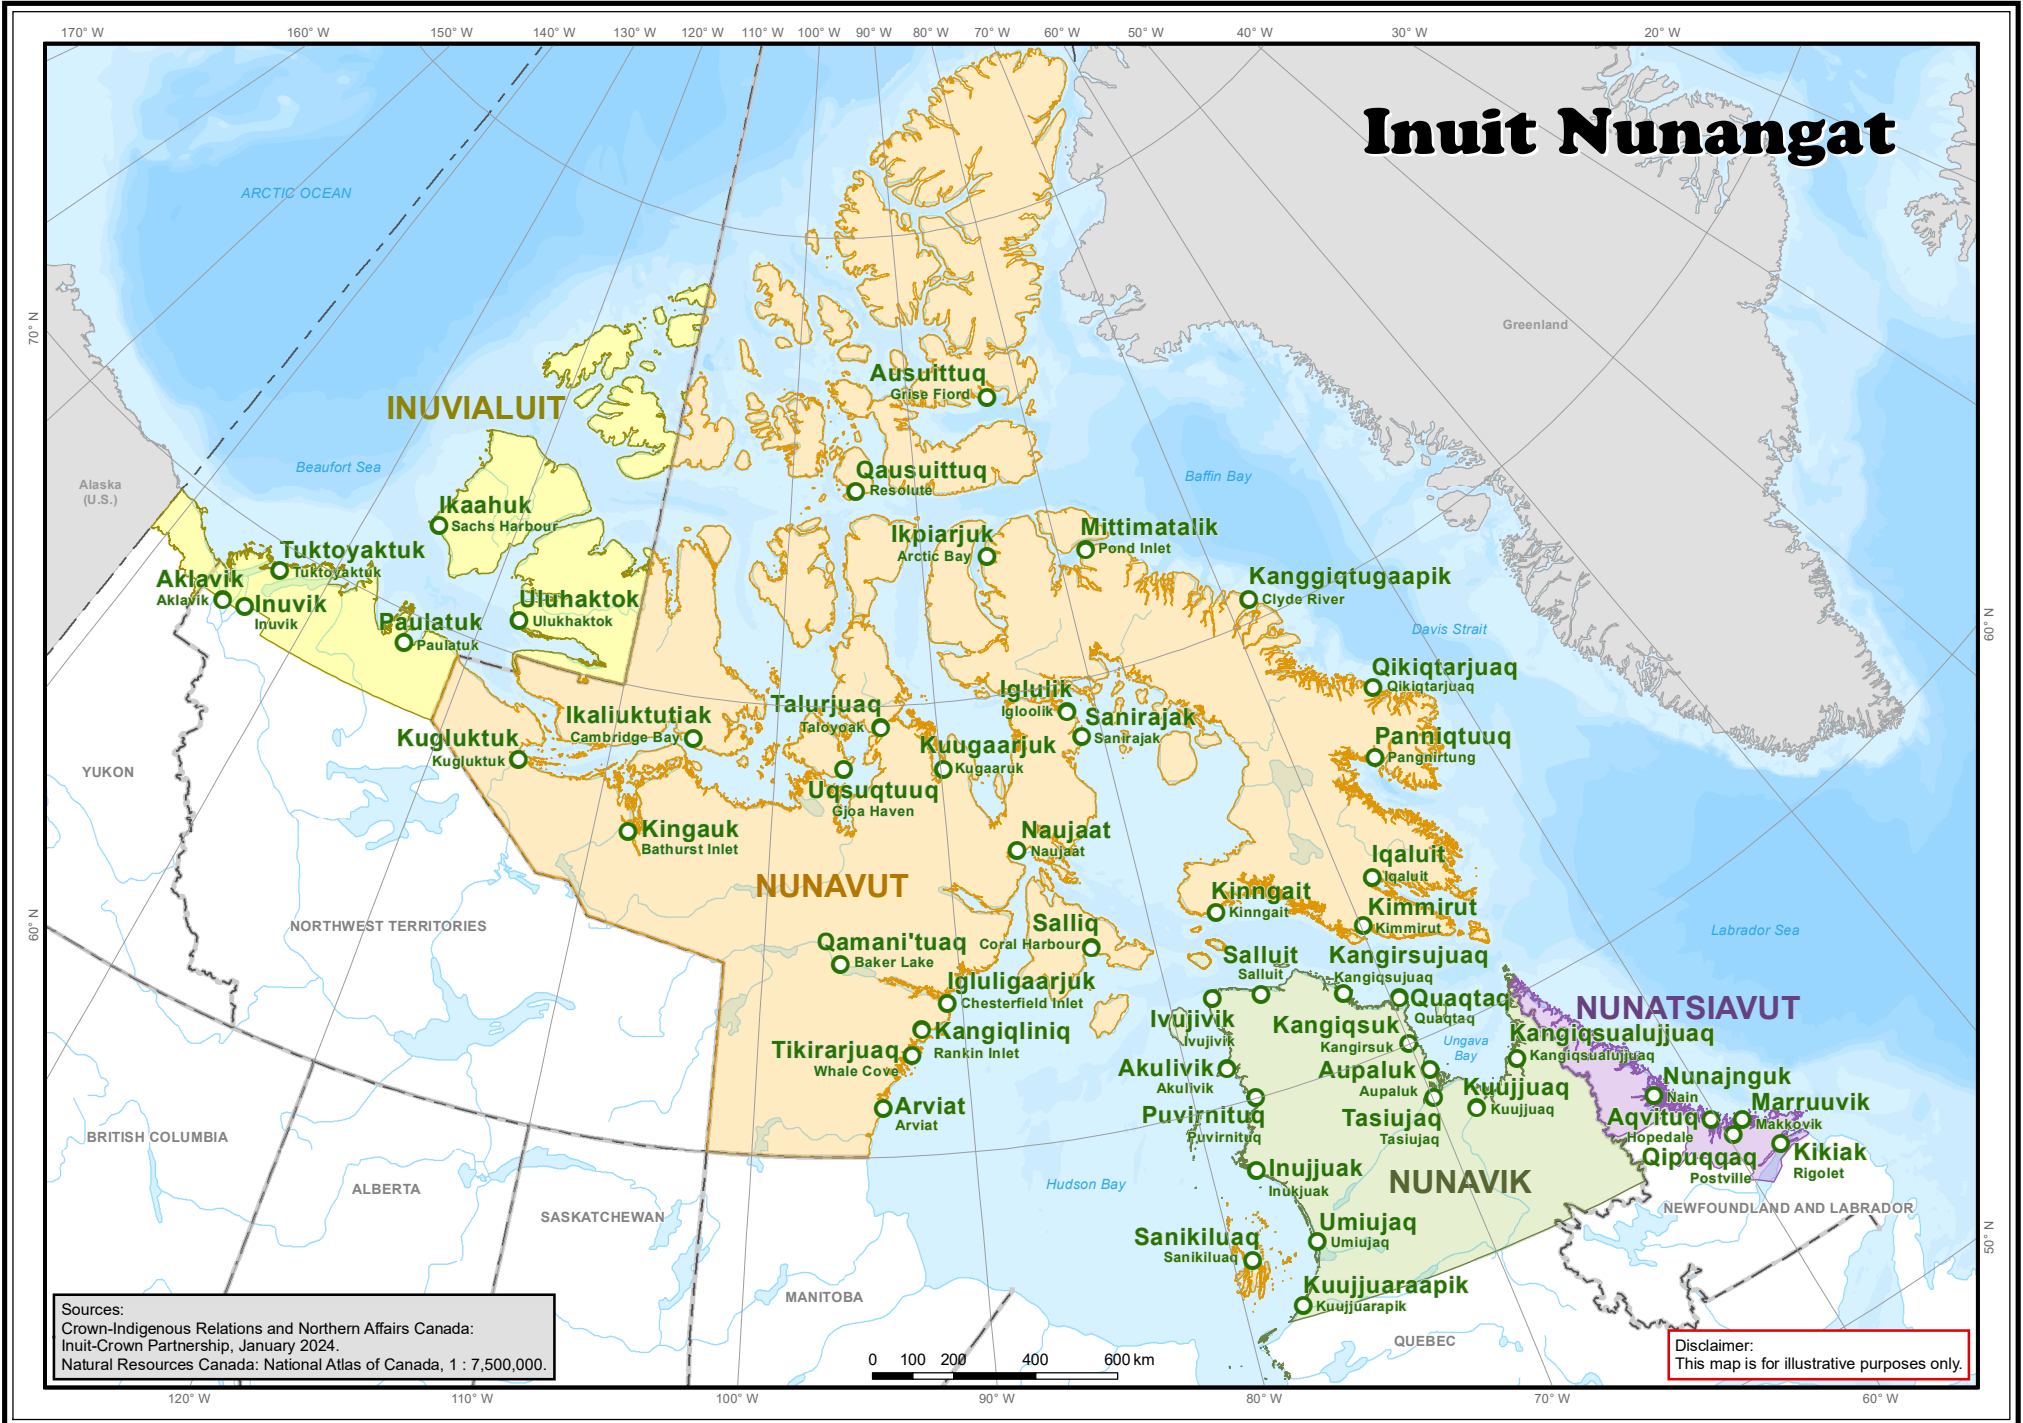 170° W
160° W
150° W
140° W
130° W
120° W
110° W
100° W
90° W
80° W
70° W
60° W
50° W
40° W
30° W
20° W
Inuit Nunangat
ARCTIC OCEAN
70° N
Greenland
Ausuittuq
Grise Fiord
INUVIALUIT
Beaufort Sea
Alaska
(U.S.)
Baffin Bay
Qausuittuq
Resolute
Ikaahuk
Sachs Harbour
Ikpiarjuk
Arctic Bay
Mittimatalik
Pond Inlet
Tuktoyaktuk
Tuktoyaktuk
Aklavik
Aklavik
Inuvik
Inuvik
Paulatuk
Paulatuk
Uluhaktok
Ulukhaktok
Kanggiqtugaapik
Clyde River
Davis Strait
60° N
Qikiqtarjuaq
Qikiqtarjuaq
Iglulik
Igloolik
Sanirajak
Sanirajak
Talurjuaq
Taloyoak
Ikaliuktutiak
Cambridge Bay
Kugluktuk
Kugluktuk
Kuugaarjuk
Kugaaruk
Panniqtuuq
Pangnirtung
YUKON
Uqsuqtuuq
Gjoa Haven
Kingauk
Bathurst Inlet
Naujaat
Naujaat
Iqaluit
Iqaluit
NUNAVUT
Kinngait
Kinngait
Kimmirut
Kimmirut
60° N
NORTHWEST TERRITORIES
Salliq
Coral Harbour
Labrador Sea
Qamani'tuaq
Baker Lake
Salluit
Salluit
Kangirsujuaq
Kangiqsujuaq
Igluligaarjuk
Chesterfield Inlet
Quaqtaq
Quaqtaq
NUNATSIAVUT
Ivujivik
Ivujivik
Kangiqsuk
Kangirsuk
Ungava
Bay
Kangiqsualujjuaq
Kangiqsualujjuaq
Kangiqliniq
Rankin Inlet
Tikirarjuaq
Whale Cove
Akulivik
Akulivik
Aupaluk
Aupaluk
Kuujjuaq
Kuujjuaq
Nunajnguk
Nain
Marruuvik
Makkovik
Arviat
Arviat
Puvirnituq
Puvirnituq
Tasiujaq
Tasiujaq
Aqvituq
Hopedale
BRITISH COLUMBIA
Qipuqqaq
Postville
Kikiak
Rigolet
Inujjuak
Inukjuak
NUNAVIK
Hudson Bay
ALBERTA
SASKATCHEWAN
NEWFOUNDLAND AND LABRADOR
Umiujaq
Umiujaq
Sanikiluaq
Sanikiluaq
50° N
MANITOBA
Kuujjuaraapik
Kuujjuarapik
QUEBEC
Sources:
Crown-Indigenous Relations and Northern Affairs Canada:
Inuit-Crown Partnership, January 2024.
Natural Resources Canada: National Atlas of Canada, 1 : 7,500,000.
0 100 200 400 600 km
Disclaimer:
This map is for illustrative purposes only.
120° W
110° W
100° W
90° W
80° W
70° W
60° W